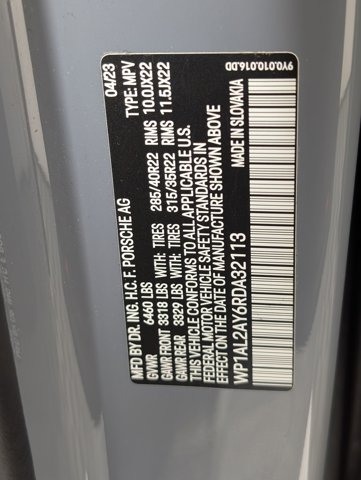 MFD BY DR. ING. H.C. F. PORSCHE AG 04/23
GVWR 6460 LBS TYPE: MPV
GAWR FRONT 3318 LBS WITH: TIRES 285/40R22 RIMS 10.0JX22
GAWR REAR 3329 LBS WITH: TIRES 315/35R22 RIMS 11.5JX22
THIS VEHICLE CONFORMS TO ALL APPLICABLE U.S.
FEDERAL MOTOR VEHICLE SAFETY STANDARDS IN
EFFECT ON THE DATE OF MANUFACTURE SHOWN ABOVE.
MADE IN SLOVAKIA
WP1AL2AY6RDA32113
9Y0.010.016.DD